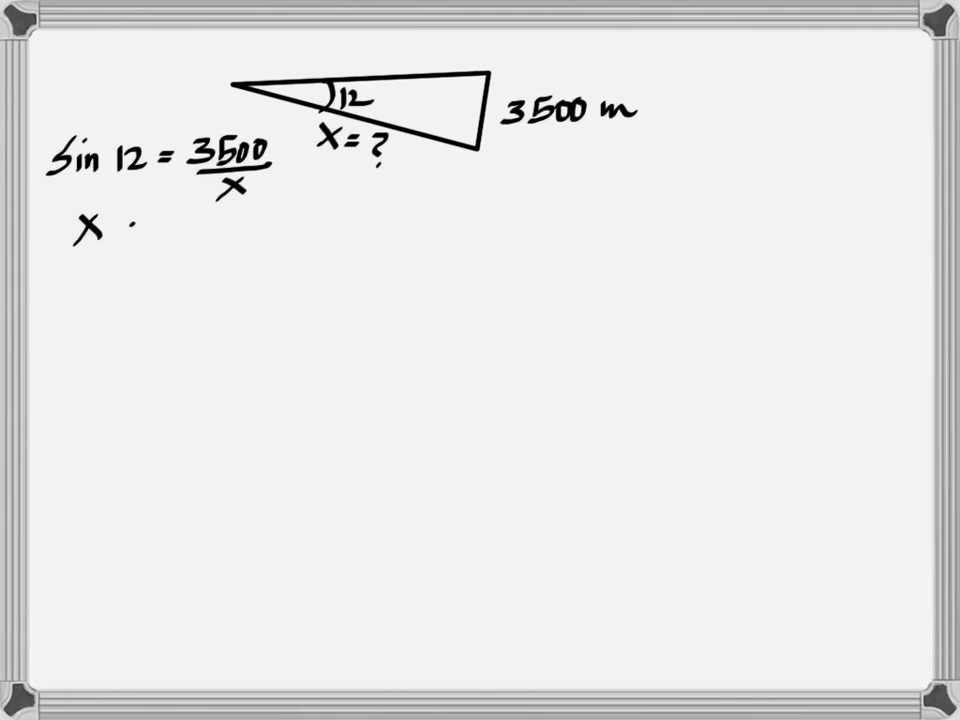 12
3500 m
x = ?
Sin 12 = 3500/x
x